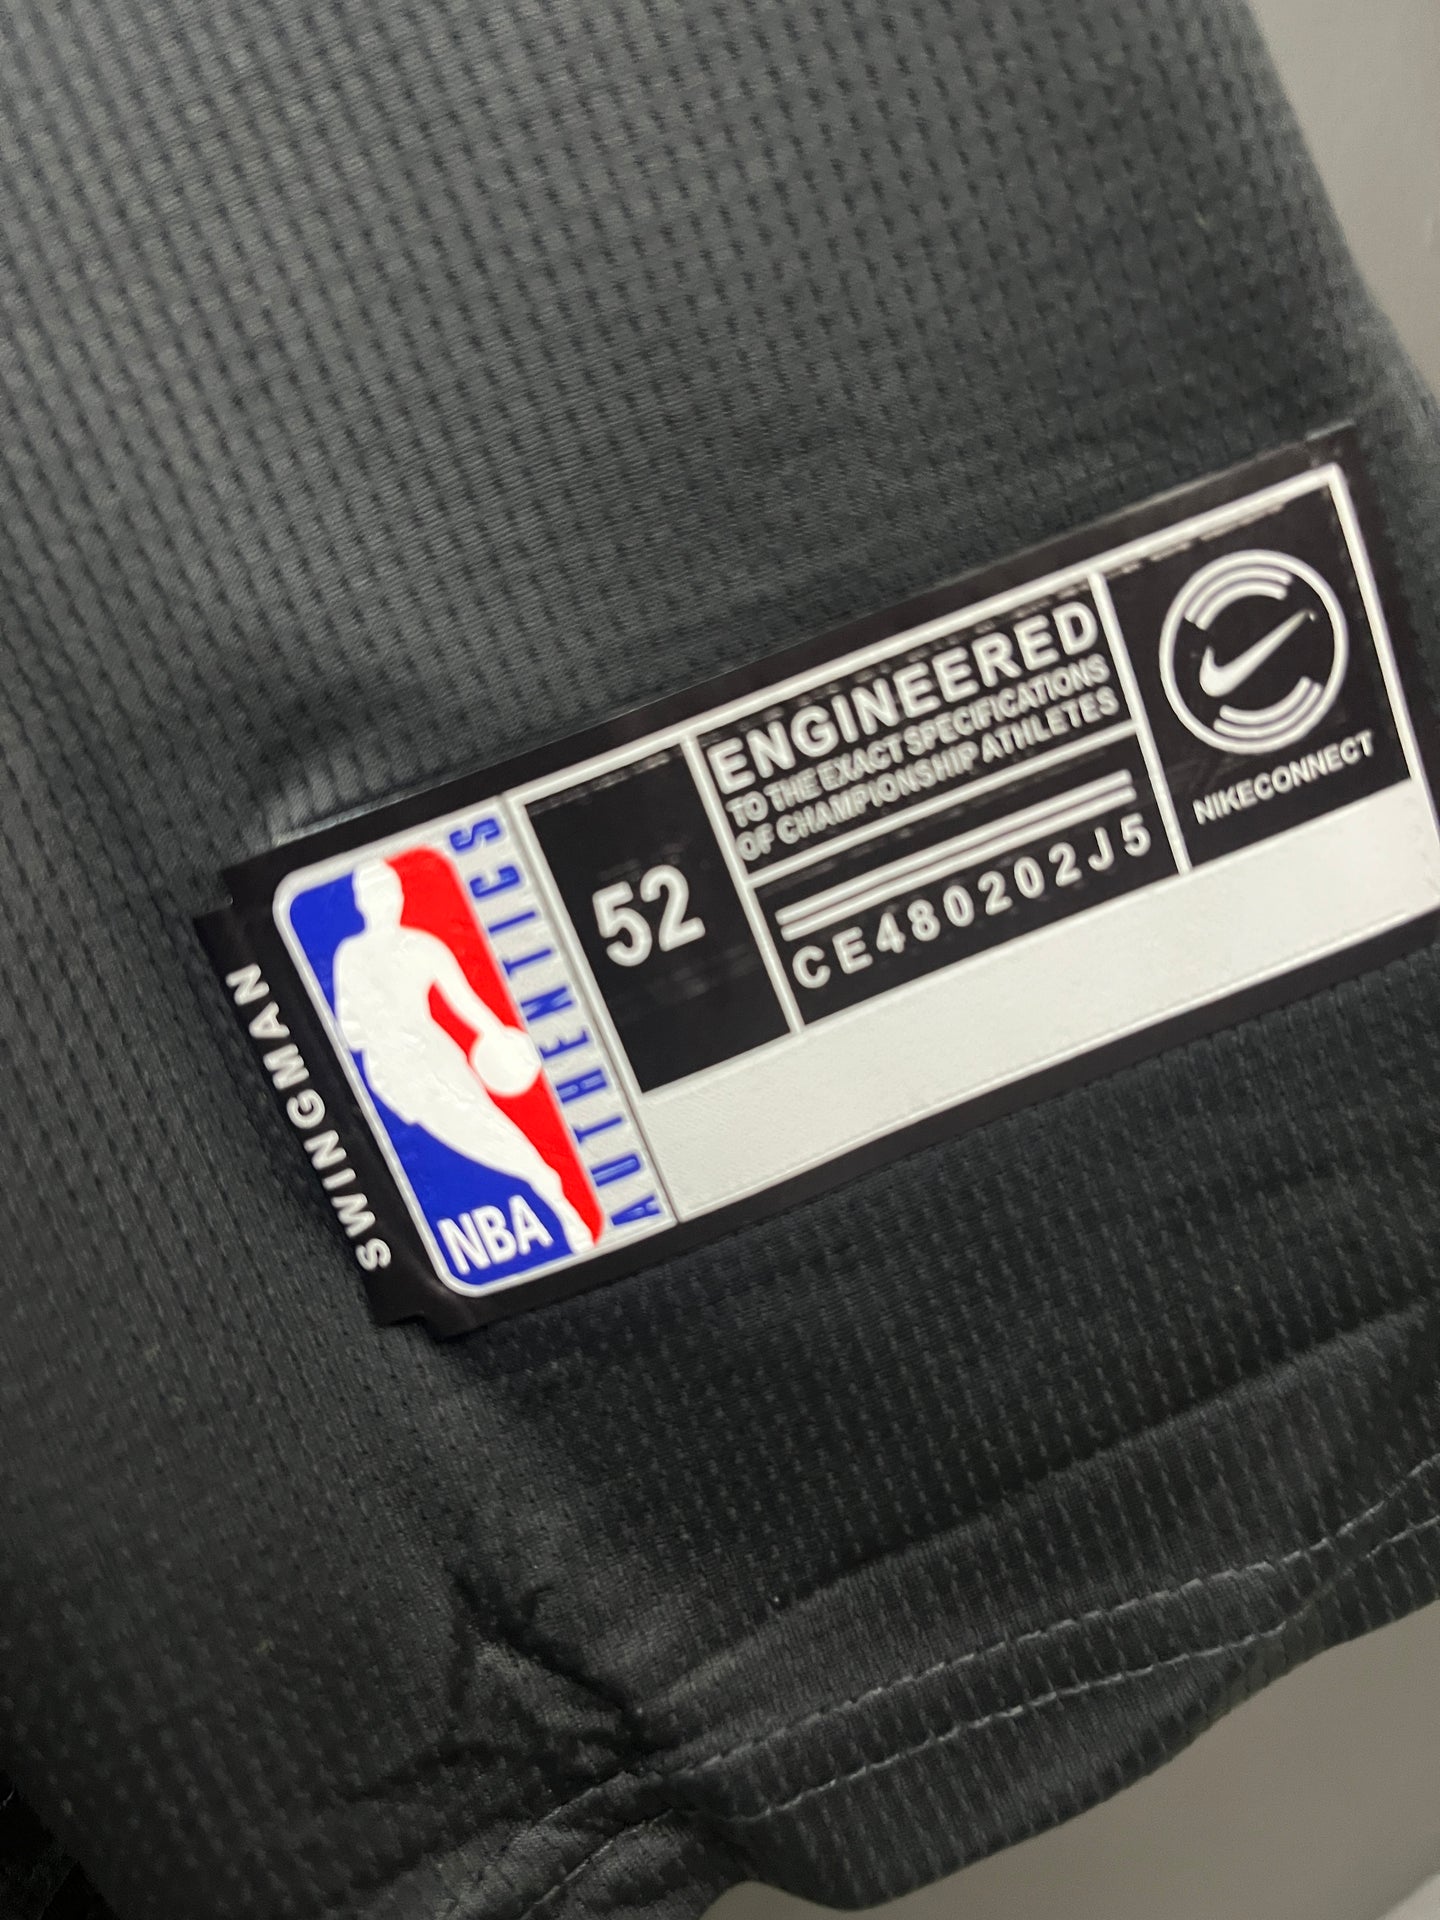 SWINGMAN
NBA
AUTHENTICS
52
ENGINEERED
TO THE EXACT SPECIFICATIONS
OF CHAMPIONSHIP ATHLETES
CE480202J5
NIKECONNECT